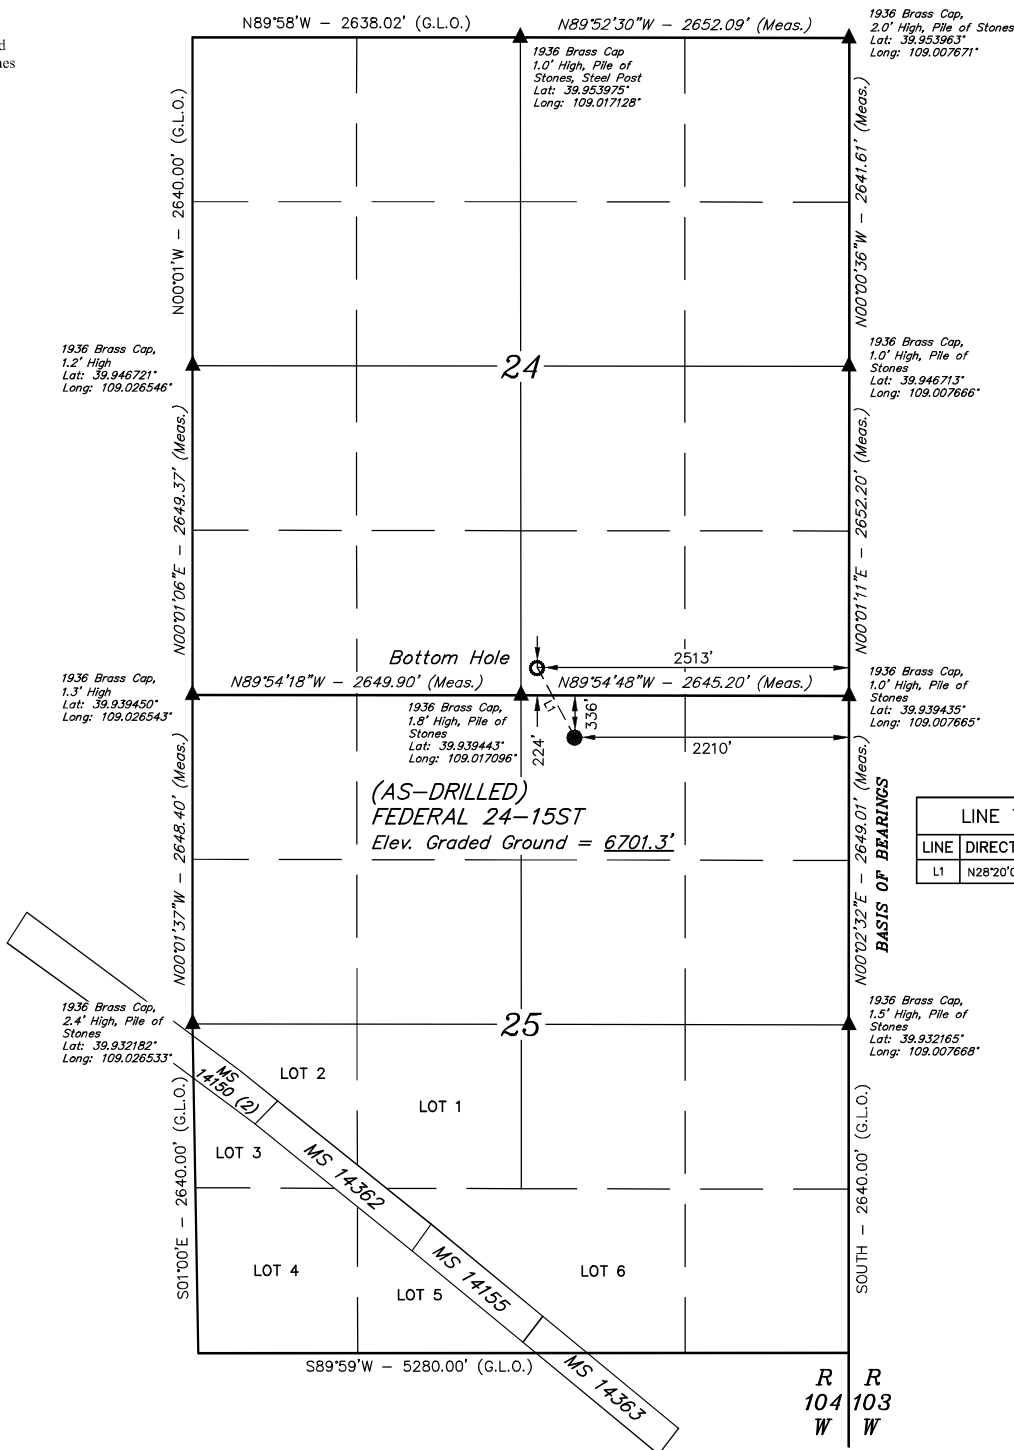 N89°58'W - 2638.02' (G.L.O.)
N89°52'30"W - 2652.09' (Meas.)
1936 Brass Cap,
2.0' High, Pile of Stones
Lat: 39.953963°
Long: 109.007671°
1936 Brass Cap
1.0' High, Pile of
Stones, Steel Post
Lat: 39.953975°
Long: 109.017128°
N00°01'W - 2640.00' (G.L.O.)
N00°00'36"W - 2641.61' (Meas.)
1936 Brass Cap,
1.2' High
Lat: 39.946721°
Long: 109.026546°
24
1936 Brass Cap,
1.0' High, Pile of
Stones
Lat: 39.946713°
Long: 109.007666°
N00°01'06"E - 2649.37' (Meas.)
N00°01'11"E - 2652.20' (Meas.)
Bottom Hole
2513'
1936 Brass Cap,
1.3' High
Lat: 39.939450°
Long: 109.026543°
N89°54'18"W - 2649.90' (Meas.)
N89°54'48"W - 2645.20' (Meas.)
1936 Brass Cap,
1.0' High, Pile of
Stones
Lat: 39.939435°
Long: 109.007665°
1936 Brass Cap,
1.8' High, Pile of
Stones
Lat: 39.939443°
Long: 109.017096°
L1
224'
336'
2210'
(AS-DRILLED)
FEDERAL 24-15ST
Elev. Graded Ground = 6701.3'
N00°01'37"W - 2648.40' (Meas.)
N00°02'32"E - 2649.01' (Meas.)
BASIS OF BEARINGS
LINE
LINE DIRECT
L1 N28°20'0
1936 Brass Cap,
2.4' High, Pile of
Stones
Lat: 39.932182°
Long: 109.026533°
25
1936 Brass Cap,
1.5' High, Pile of
Stones
Lat: 39.932165°
Long: 109.007668°
LOT 2
MS
14150 (2)
LOT 1
LOT 3
MS 14362
S01°00'E - 2640.00' (G.L.O.)
SOUTH - 2640.00' (G.L.O.)
LOT 4
LOT 5
MS 14155
LOT 6
S89°59'W - 5280.00' (G.L.O.)
MS 14363
R R
104 103
W W